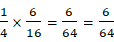 1/4 × 6/16 = 6/64 = 6/64